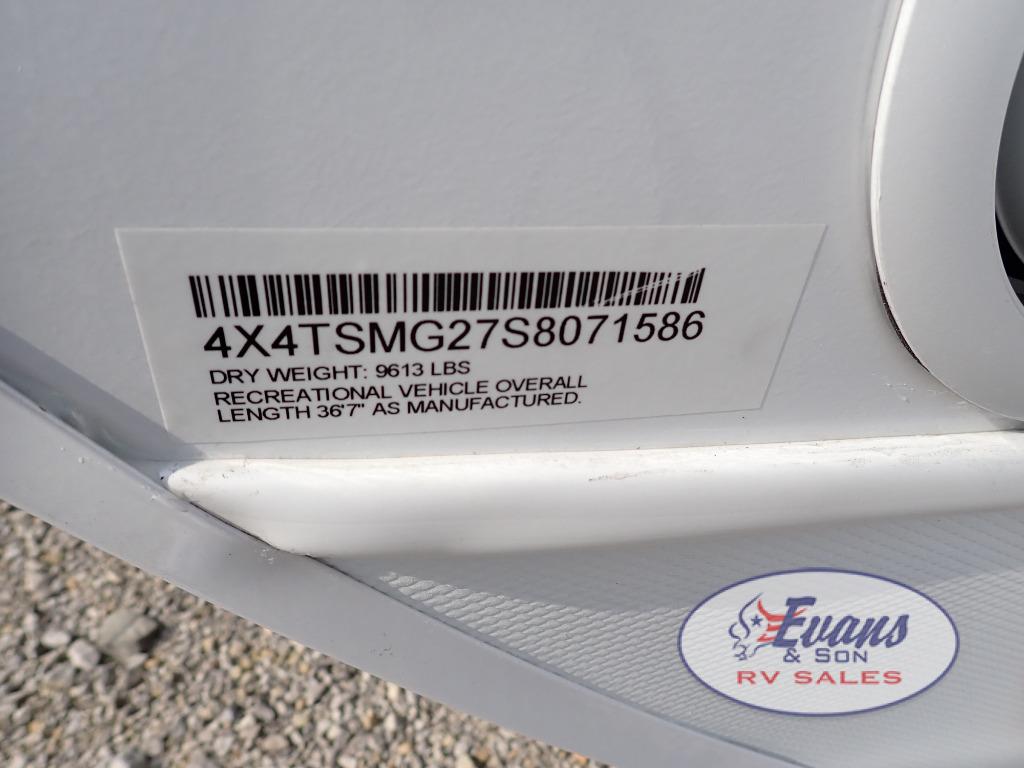 4X4TSMG27S8071586
DRY WEIGHT: 9613 LBS
RECREATIONAL VEHICLE OVERALL
LENGTH 36'7" AS MANUFACTURED.
Evans
& SON
RV SALES